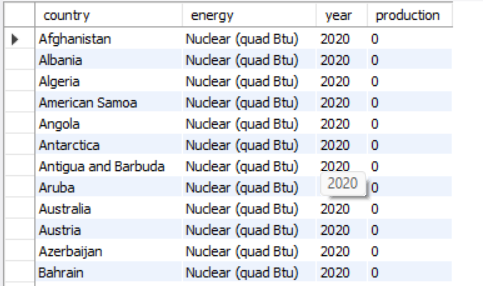 country energy year production
Afghanistan Nuclear (quad Btu) 2020 0
Albania Nuclear (quad Btu) 2020 0
Algeria Nuclear (quad Btu) 2020 0
American Samoa Nuclear (quad Btu) 2020 0
Angola Nuclear (quad Btu) 2020 0
Antarctica Nuclear (quad Btu) 2020 0
Antigua and Barbuda Nuclear (quad Btu) 2020 0
Aruba Nuclear (quad Btu) 2020 0
Australia Nuclear (quad Btu) 2020 0
Austria Nuclear (quad Btu) 2020 0
Azerbaijan Nuclear (quad Btu) 2020 0
Bahrain Nuclear (quad Btu) 2020 0